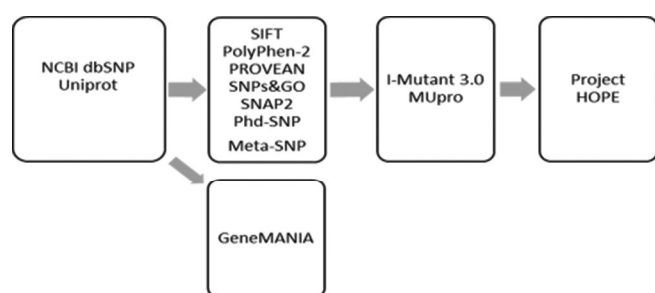 NCBI dbSNP
Uniprot
SIFT
PolyPhen-2
PROVEAN
SNPs&GO
SNAP2
Phd-SNP
Meta-SNP
I-Mutant 3.0
MUpro
Project
HOPE
GeneMANIA